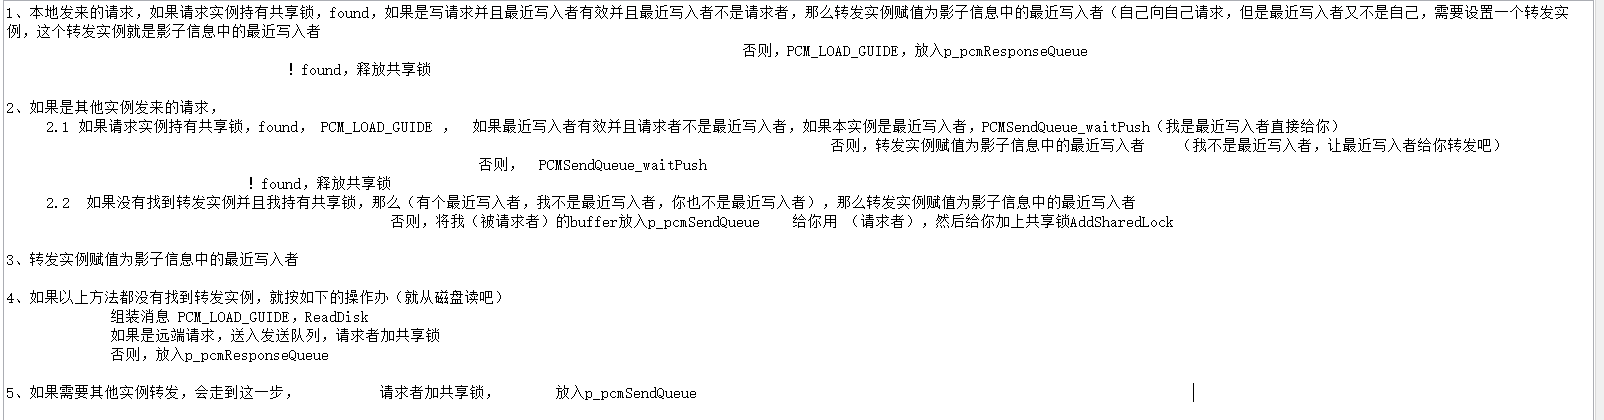 1、本地发来的请求，如果请求实例持有共享锁，found，如果是写请求并且最近写入者有效并且最近写入者不是请求者，那么转发实例赋值为影子信息中的最近写入者（自己向自己请求，但是最近写入者又不是自己，需要设置一个转发实
例，这个转发实例就是影子信息中的最近写入者
否则，PCM_LOAD_GUIDE，放入p_pcmResponseQueue
！found，释放共享锁
2、如果是其他实例发来的请求，
2.1 如果请求实例持有共享锁，found， PCM_LOAD_GUIDE ， 如果最近写入者有效并且请求者不是最近写入者，如果本实例是最近写入者，PCMSendQueue_waitPush（我是最近写入者直接给你）
否则，转发实例赋值为影子信息中的最近写入者 （我不是最近写入者，让最近写入者给你转发吧）
否则， PCMSendQueue_waitPush
！found，释放共享锁
2.2 如果没有找到转发实例并且我持有共享锁，那么（有个最近写入者，我不是最近写入者，你也不是最近写入者），那么转发实例赋值为影子信息中的最近写入者
否则，将我（被请求者）的buffer放入p_pcmSendQueue 给你用 （请求者），然后给你加上共享锁AddSharedLock
3、转发实例赋值为影子信息中的最近写入者
4、如果以上方法都没有找到转发实例，就按如下的操作办（就从磁盘读吧）
组装消息 PCM_LOAD_GUIDE，ReadDisk
如果是远端请求，送入发送队列，请求者加共享锁
否则，放入p_pcmResponseQueue
5、如果需要其他实例转发，会走到这一步， 请求者加共享锁， 放入p_pcmSendQueue